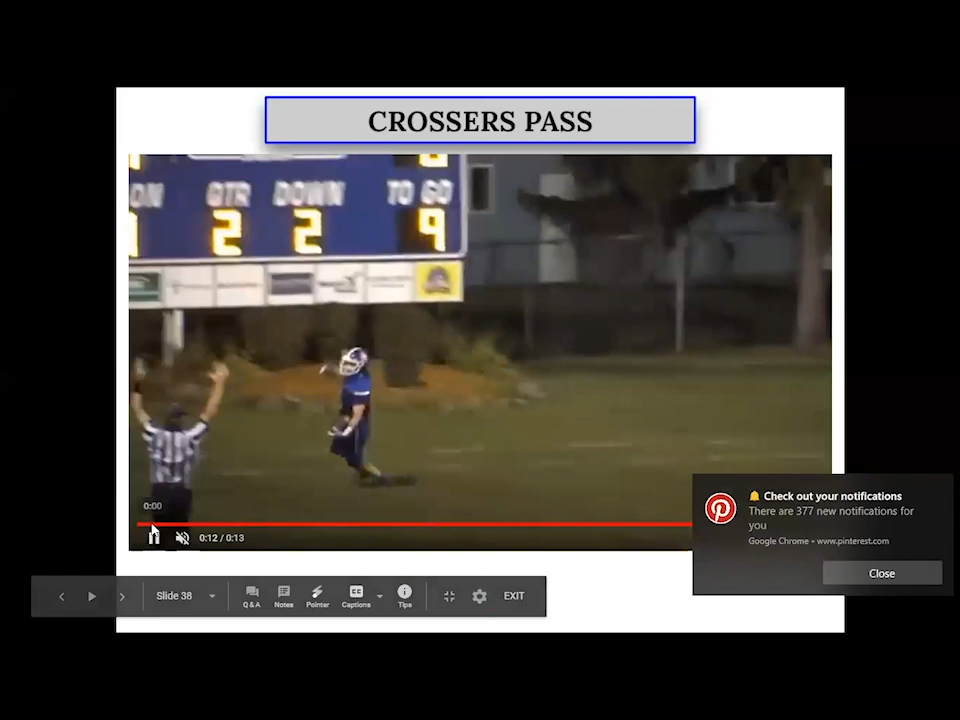 CROSSERS PASS
QTR DOWN TO GO
2 2 9
0:00
0:12 / 0:13
🔔 Check out your notifications
There are 377 new notifications for
you
Google Chrome • www.pinterest.com
Close
Slide 38
Q & A Notes Pointer Captions Tips
EXIT